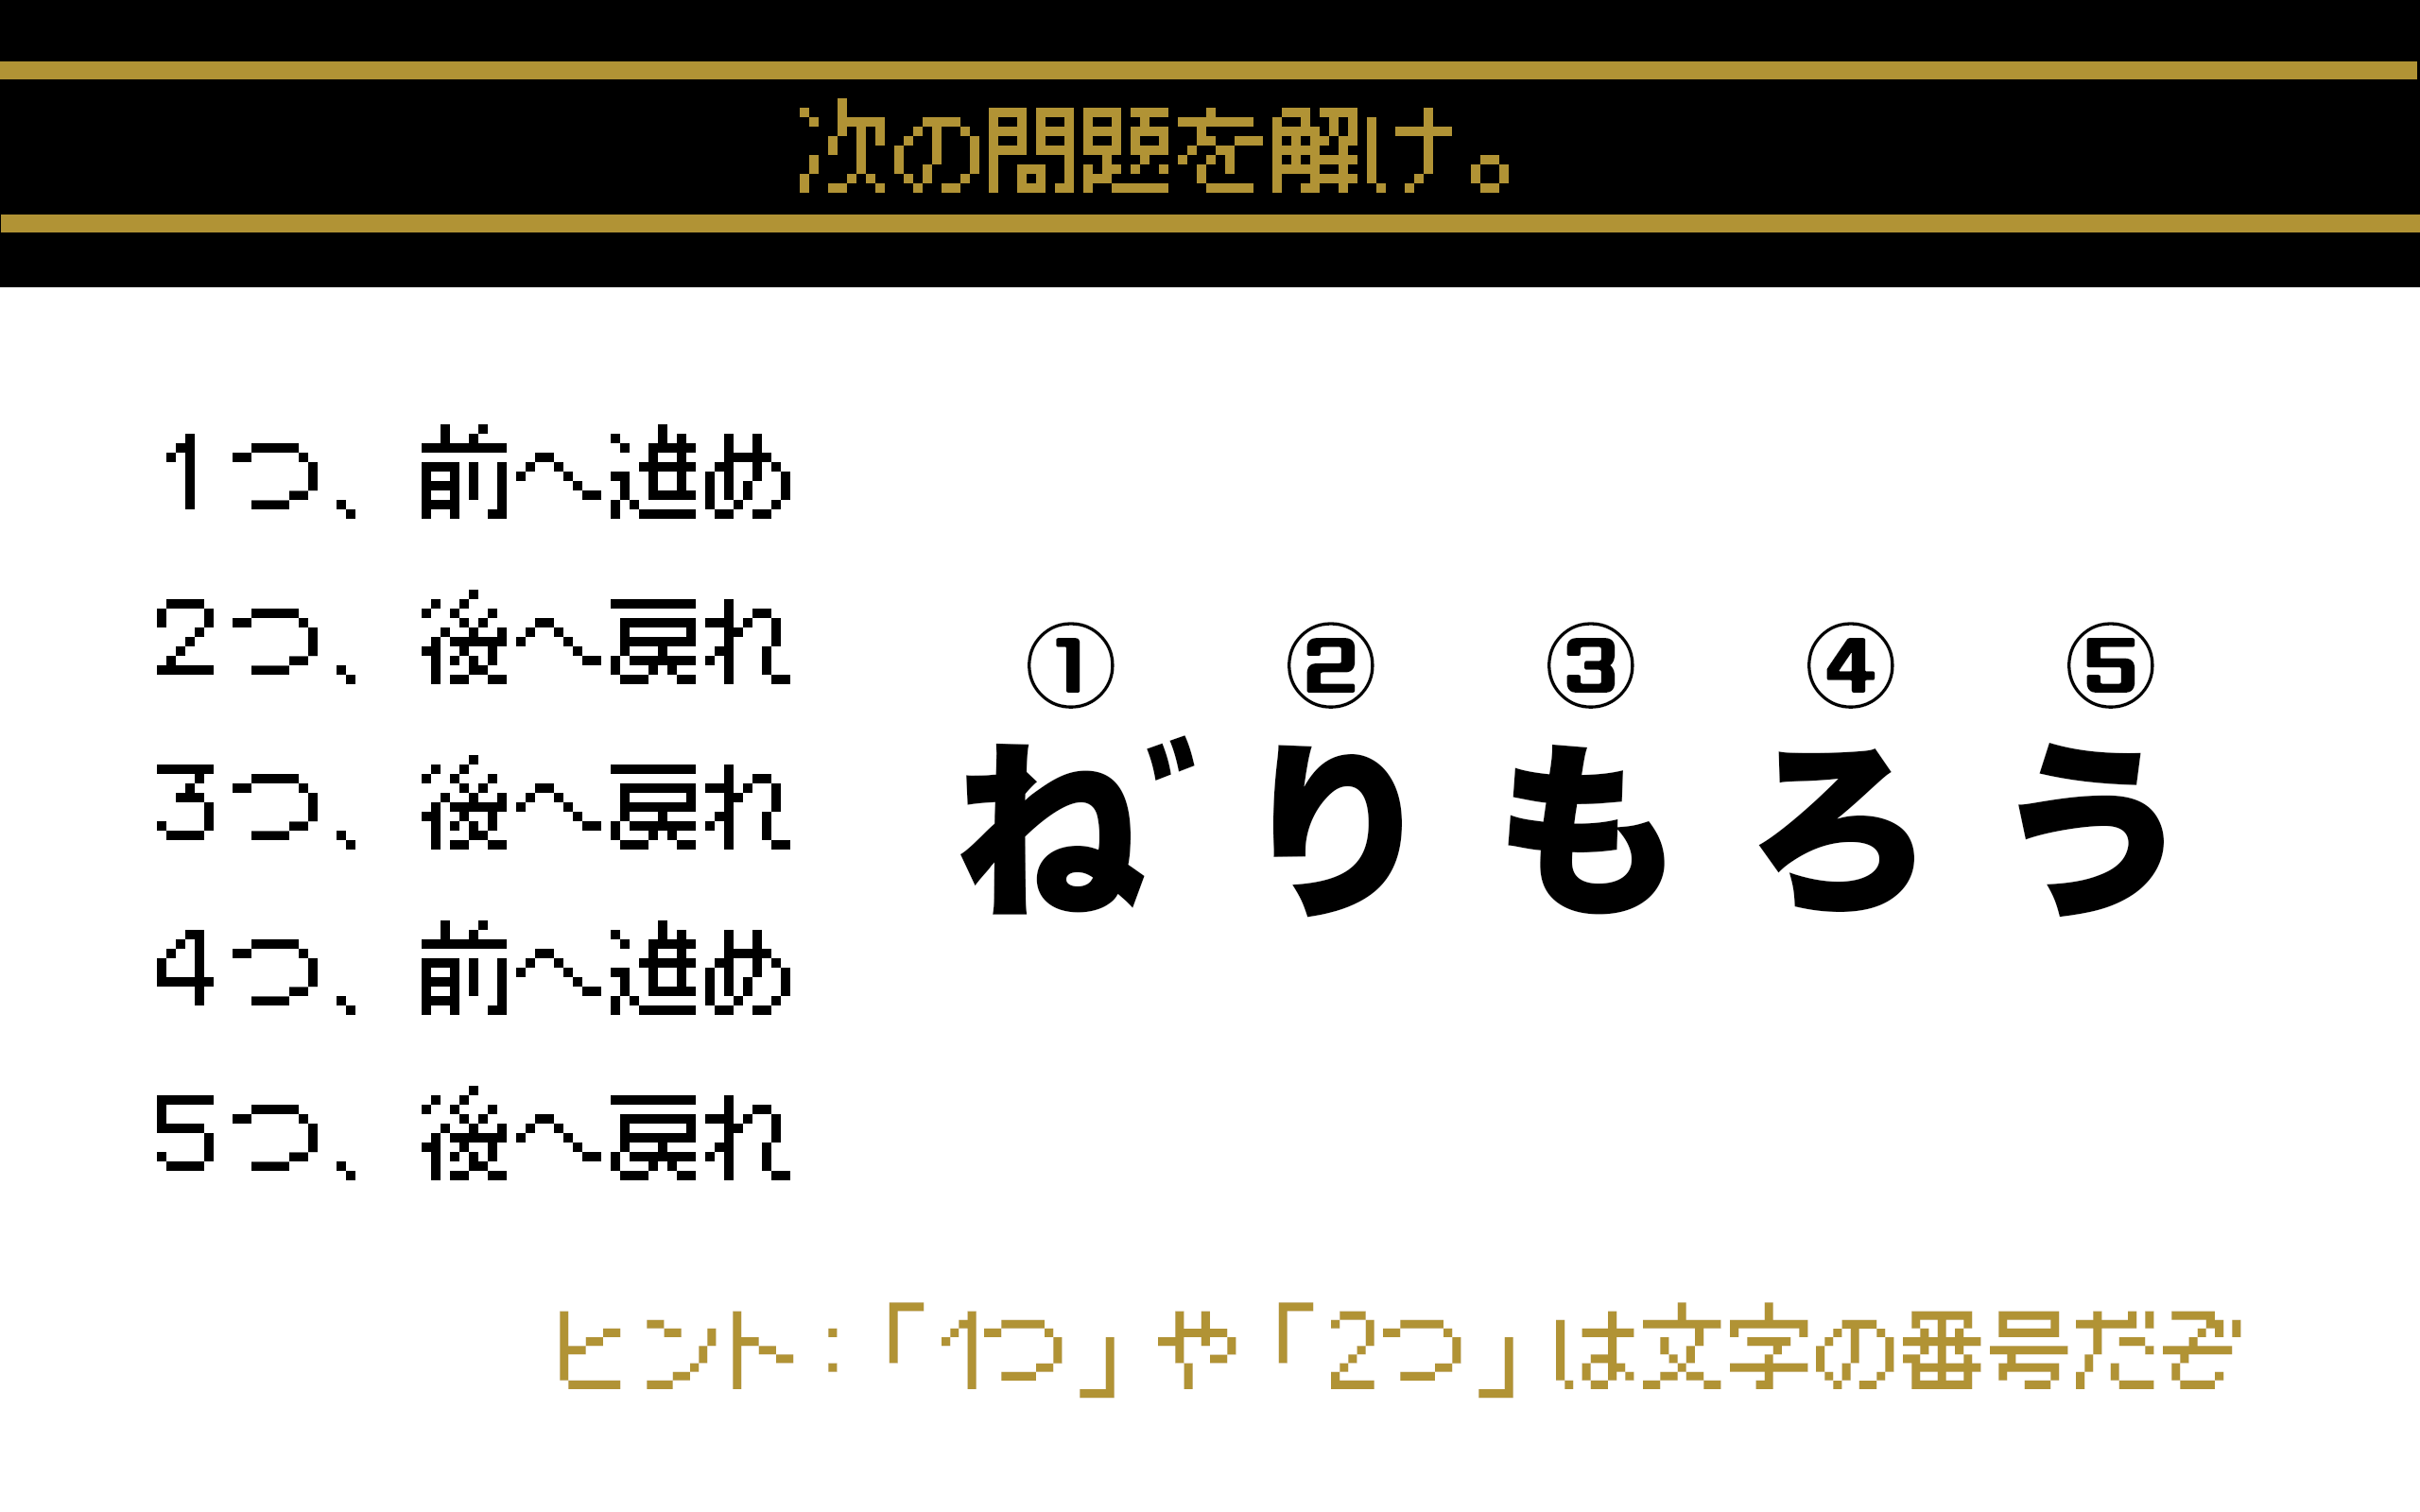 次の問題を解け。
1つ、前へ進め
2つ、後へ戻れ
3つ、後へ戻れ
4つ、前へ進め
5つ、後へ戻れ
① ② ③ ④ ⑤
ね゛りもろう
ヒント：「1つ」や「2つ」は文字の番号だぞ